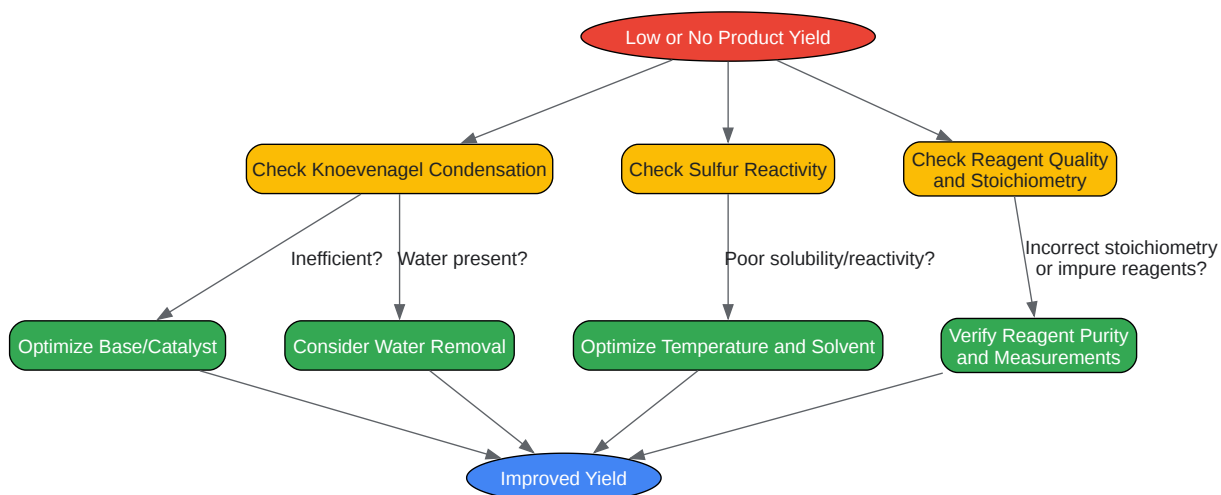 Low or No Product Yield
Check Knoevenagel Condensation
Check Sulfur Reactivity
Check Reagent Quality
and Stoichiometry
Inefficient?
Water present?
Poor solubility/reactivity?
Incorrect stoichiometry
or impure reagents?
Optimize Base/Catalyst
Consider Water Removal
Optimize Temperature and Solvent
Verify Reagent Purity
and Measurements
Improved Yield